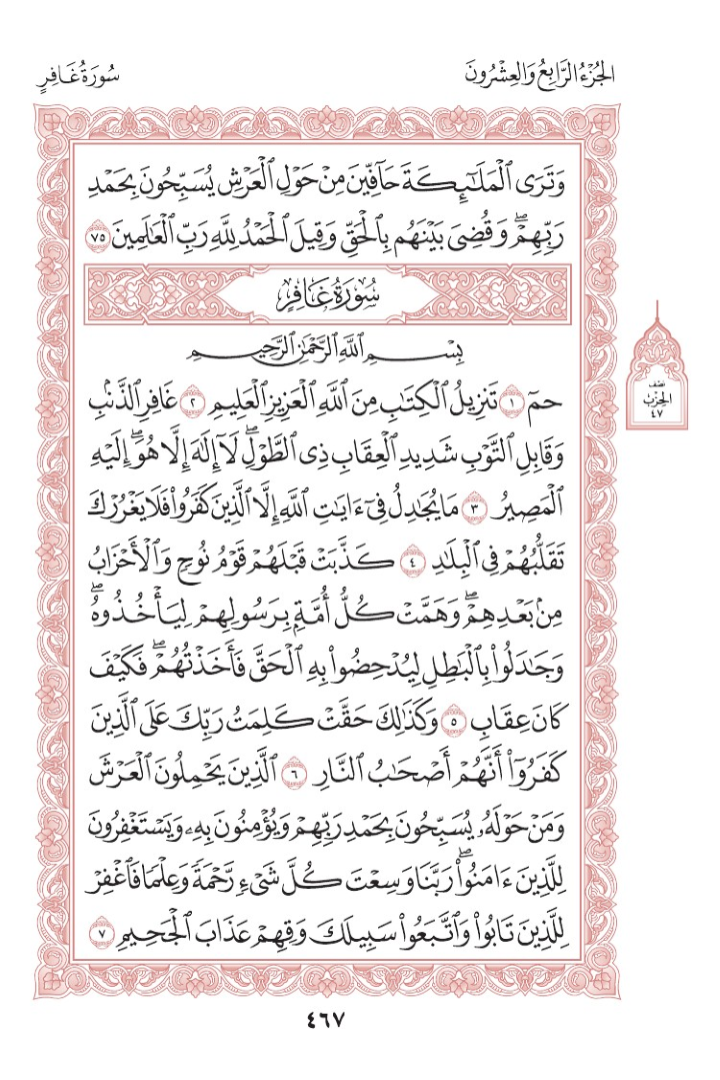 الجُزْءُ الرَّابِعُ وَالعِشْرُونَ
سُورَةُ غَافِرٍ
وَتَرَى ٱلْمَلَٰٓئِكَةَ حَآفِّينَ مِنْ حَوْلِ ٱلْعَرْشِ يُسَبِّحُونَ بِحَمْدِ
رَبِّهِمْۖ وَقُضِىَ بَيْنَهُم بِٱلْحَقِّ وَقِيلَ ٱلْحَمْدُ لِلَّهِ رَبِّ ٱلْعَٰلَمِينَ ٧٥
سُورَةُ غَافِرٍ
بِسْمِ ٱللَّهِ ٱلرَّحْمَٰنِ ٱلرَّحِيمِ
حمٓ ١ تَنزِيلُ ٱلْكِتَٰبِ مِنَ ٱللَّهِ ٱلْعَزِيزِ ٱلْعَلِيمِ ٢ غَافِرِ ٱلذَّنۢبِ
وَقَابِلِ ٱلتَّوْبِ شَدِيدِ ٱلْعِقَابِ ذِى ٱلطَّوْلِۖ لَآ إِلَٰهَ إِلَّا هُوَۖ إِلَيْهِ
ٱلْمَصِيرُ ٣ مَا يُجَٰدِلُ فِىٓ ءَايَٰتِ ٱللَّهِ إِلَّا ٱلَّذِينَ كَفَرُوا۟ فَلَا يَغْرُرْكَ
تَقَلُّبُهُمْ فِى ٱلْبِلَٰدِ ٤ كَذَّبَتْ قَبْلَهُمْ قَوْمُ نُوحٍ وَٱلْأَحْزَابُ
مِنۢ بَعْدِهِمْۖ وَهَمَّتْ كُلُّ أُمَّةٍۭ بِرَسُولِهِمْ لِيَأْخُذُوهُۖ
وَجَٰدَلُوا۟ بِٱلْبَٰطِلِ لِيُدْحِضُوا۟ بِهِ ٱلْحَقَّ فَأَخَذْتُهُمْۖ فَكَيْفَ
كَانَ عِقَابِ ٥ وَكَذَٰلِكَ حَقَّتْ كَلِمَتُ رَبِّكَ عَلَى ٱلَّذِينَ
كَفَرُوٓا۟ أَنَّهُمْ أَصْحَٰبُ ٱلنَّارِ ٦ ٱلَّذِينَ يَحْمِلُونَ ٱلْعَرْشَ
وَمَنْ حَوْلَهُۥ يُسَبِّحُونَ بِحَمْدِ رَبِّهِمْ وَيُؤْمِنُونَ بِهِۦ وَيَسْتَغْفِرُونَ
لِلَّذِينَ ءَامَنُوا۟ۖ رَبَّنَا وَسِعْتَ كُلَّ شَىْءٍ رَّحْمَةً وَعِلْمًا فَٱغْفِرْ
لِلَّذِينَ تَابُوا۟ وَٱتَّبَعُوا۟ سَبِيلَكَ وَقِهِمْ عَذَابَ ٱلْجَحِيمِ ٧
نصف
الحزب
٤٧
٤٦٧